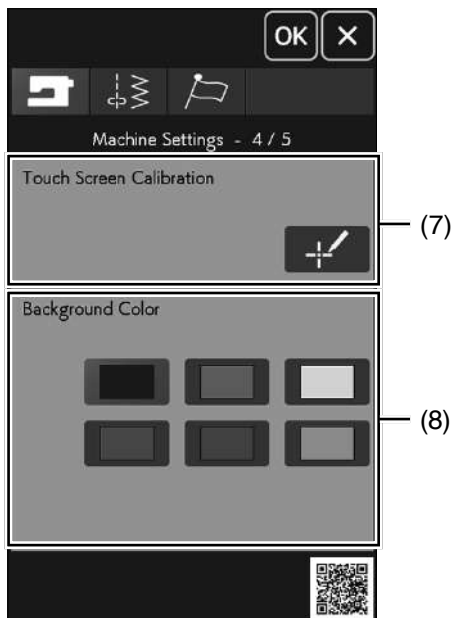 OK ×
Machine Settings - 4 / 5
Touch Screen Calibration
(7)
Background Color
(8)